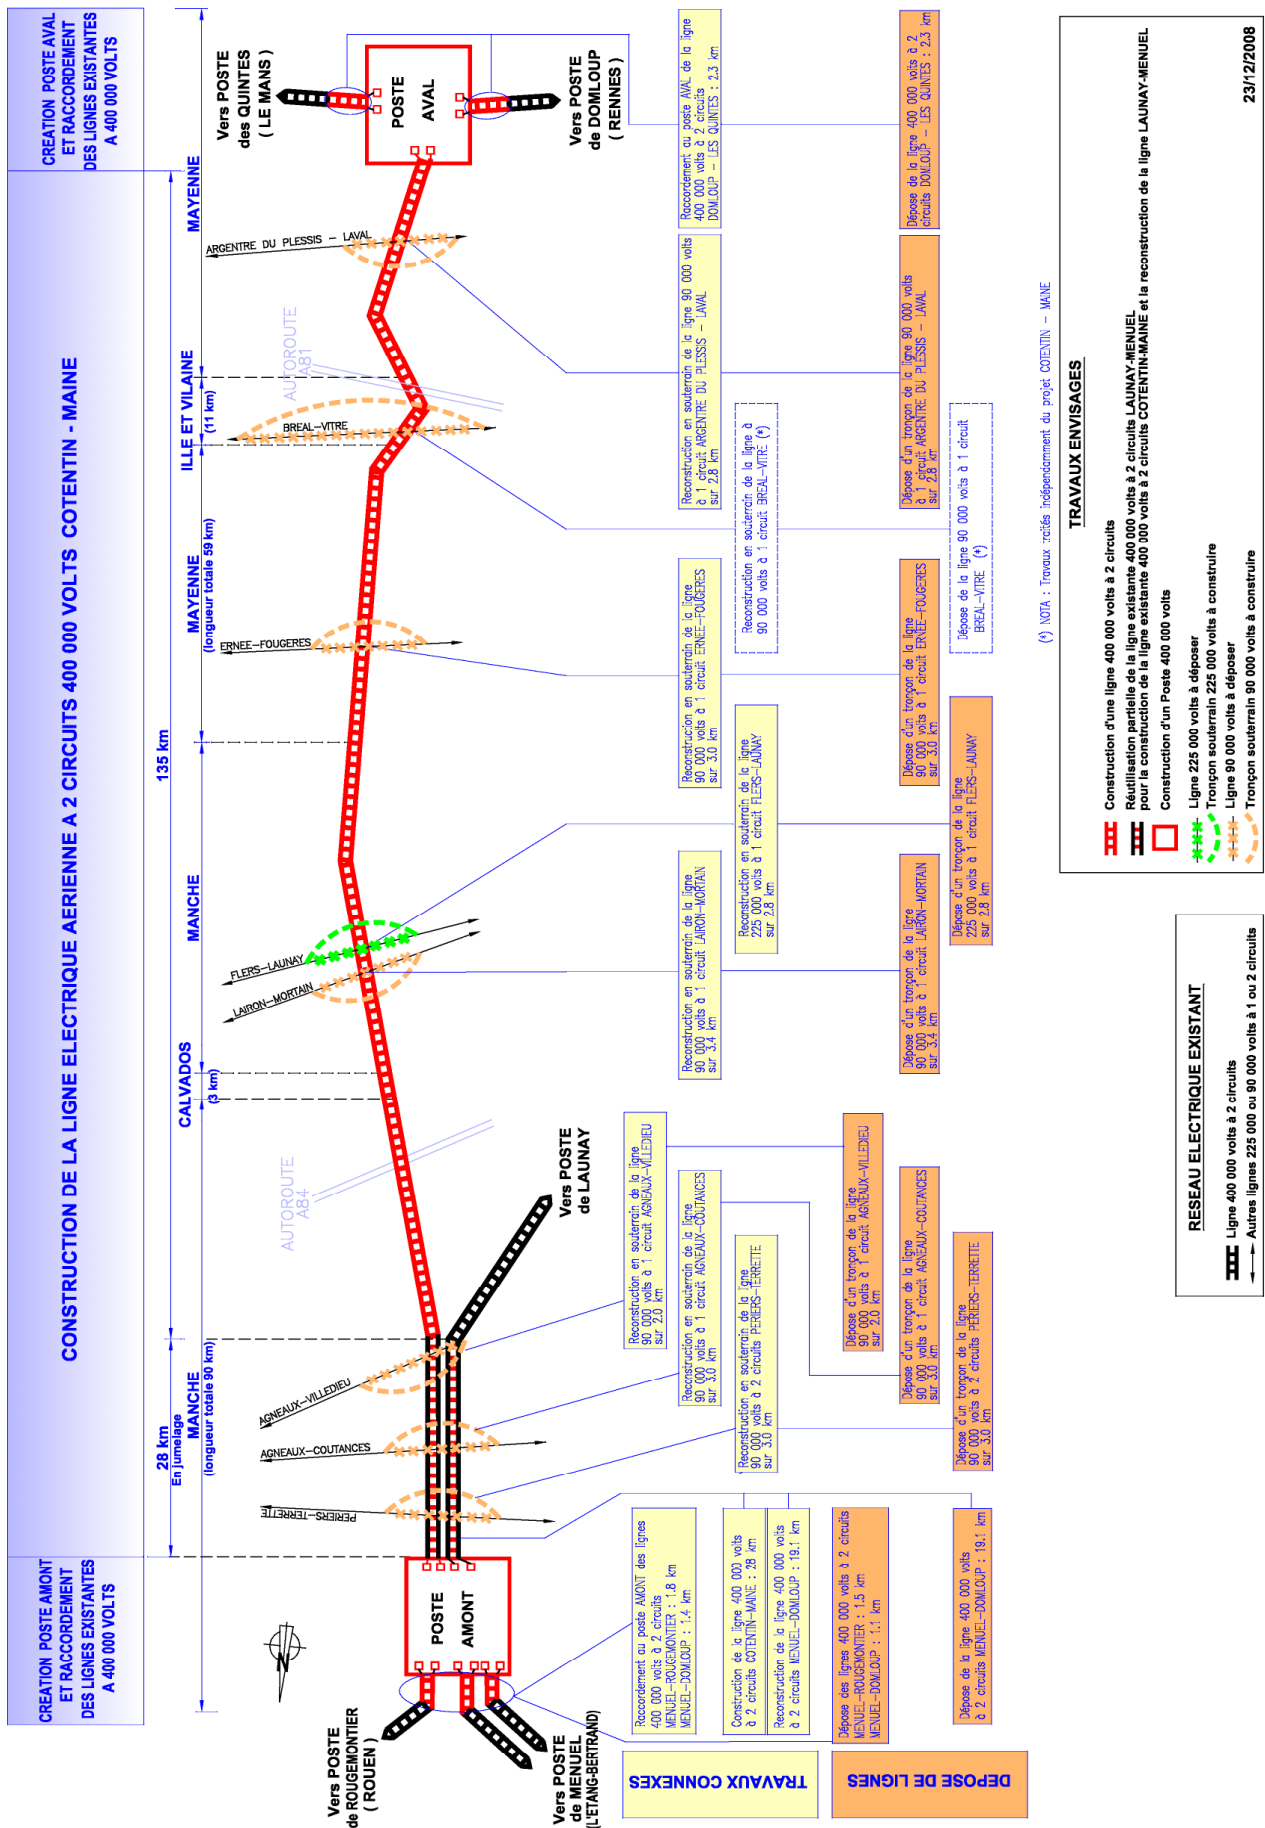 CREATION POSTE AMONT
ET RACCORDEMENT
DES LIGNES EXISTANTES
A 400 000 VOLTS
CONSTRUCTION DE LA LIGNE ELECTRIQUE AERIENNE A 2 CIRCUITS 400 000 VOLTS COTENTIN - MAINE
CREATION POSTE AVAL
ET RACCORDEMENT
DES LIGNES EXISTANTES
A 400 000 VOLTS
28 km
En jumelage
135 km
MANCHE
(longueur totale 90 km)
CALVADOS
(3 km)
MANCHE
MAYENNE
(longueur totale 59 km)
ILLE ET VILAINE
(11 km)
MAYENNE
N
Vers POSTE
de ROUGEMONTIER
( ROUEN )
Vers POSTE
de MENUEL
(L'ETANG-BERTRAND)
POSTE
AMONT
PERIERS-TERRETTE
AGNEAUX-COUTANCES
AGNEAUX-VILLEDIEU
Vers POSTE
de LAUNAY
AUTOROUTE
A84
LAIRON-MORTAIN
FLERS-LAUNAY
ERNEE-FOUGERES
BREAL-VITRE
AUTOROUTE
A81
ARGENTRE DU PLESSIS - LAVAL
Vers POSTE
des QUINTES
( LE MANS )
POSTE
AVAL
Vers POSTE
de DOMLOUP
( RENNES )
TRAVAUX CONNEXES
Raccordement au poste AMONT des lignes
400 000 volts à 2 circuits
MENUEL-ROUGEMONTIER : 1.8 km
MENUEL-DOMLOUP : 1.4 km
Construction de la ligne 400 000 volts
à 2 circuits COTENTIN-MAINE : 28 km
Reconstruction de la ligne 400 000 volts
à 2 circuits MENUEL-DOMLOUP : 19.1 km
Reconstruction en souterrain de la ligne
90 000 volts à 1 circuit AGNEAUX-VILLEDIEU
sur 2.0 km
Reconstruction en souterrain de la ligne
90 000 volts à 1 circuit AGNEAUX-COUTANCES
sur 3.0 km
Reconstruction en souterrain de la ligne
90 000 volts à 2 circuits PERIERS-TERRETTE
sur 3.0 km
Reconstruction en souterrain de la ligne
90 000 volts à 1 circuit LAIRON-MORTAIN
sur 3.4 km
Reconstruction en souterrain de la ligne
225 000 volts à 1 circuit FLERS-LAUNAY
sur 2.8 km
Reconstruction en souterrain de la ligne
90 000 volts à 1 circuit ERNEE-FOUGERES
sur 3.0 km
Reconstruction en souterrain de la ligne à
90 000 volts à 1 circuit BREAL-VITRE (*)
Reconstruction en souterrain de la ligne 90 000 volts
à 1 circuit ARGENTRE DU PLESSIS - LAVAL
sur 2.8 km
Raccordement au poste AVAL de la ligne
400 000 volts à 2 circuits
DOMLOUP - LES QUINTES : 2.3 km
DEPOSE DE LIGNES
Dépose des lignes 400 000 volts à 2 circuits
MENUEL-ROUGEMONTIER : 1.5 km
MENUEL-DOMLOUP : 1.1 km
Dépose de la ligne 400 000 volts
à 2 circuits MENUEL-DOMLOUP : 19.1 km
Dépose d'un tronçon de la ligne
90 000 volts à 1 circuit AGNEAUX-VILLEDIEU
sur 2.0 km
Dépose d'un tronçon de la ligne
90 000 volts à 1 circuit AGNEAUX-COUTANCES
sur 3.0 km
Dépose d'un tronçon de la ligne
90 000 volts à 2 circuits PERIERS-TERRETTE
sur 3.0 km
Dépose d'un tronçon de la ligne
90 000 volts à 1 circuit LAIRON-MORTAIN
sur 3.4 km
Dépose d'un tronçon de la ligne
225 000 volts à 1 circuit FLERS-LAUNAY
sur 2.8 km
Dépose d'un tronçon de la ligne
90 000 volts à 1 circuit ERNEE-FOUGERES
sur 3.0 km
Dépose de la ligne 90 000 volts à 1 circuit
BREAL-VITRE (*)
Dépose d'un tronçon de la ligne 90 000 volts
à 1 circuit ARGENTRE DU PLESSIS - LAVAL
sur 2.8 km
Dépose de la ligne 400 000 volts à 2
circuits DOMLOUP - LES QUINTES : 2.3 km
(*) NOTA : Travaux traités indépendamment du projet COTENTIN - MAINE
RESEAU ELECTRIQUE EXISTANT
Ligne 400 000 volts à 2 circuits
Autres lignes 225 000 ou 90 000 volts à 1 ou 2 circuits
TRAVAUX ENVISAGES
Construction d'une ligne 400 000 volts à 2 circuits
Réutilisation partielle de la ligne existante 400 000 volts à 2 circuits LAUNAY-MENUEL
pour la construction de la ligne existante 400 000 volts à 2 circuits COTENTIN-MAINE et la reconstruction de la ligne LAUNAY-MENUEL
Construction d'un Poste 400 000 volts
Ligne 225 000 volts à déposer
Tronçon souterrain 225 000 volts à construire
Ligne 90 000 volts à déposer
Tronçon souterrain 90 000 volts à construire
23/12/2008